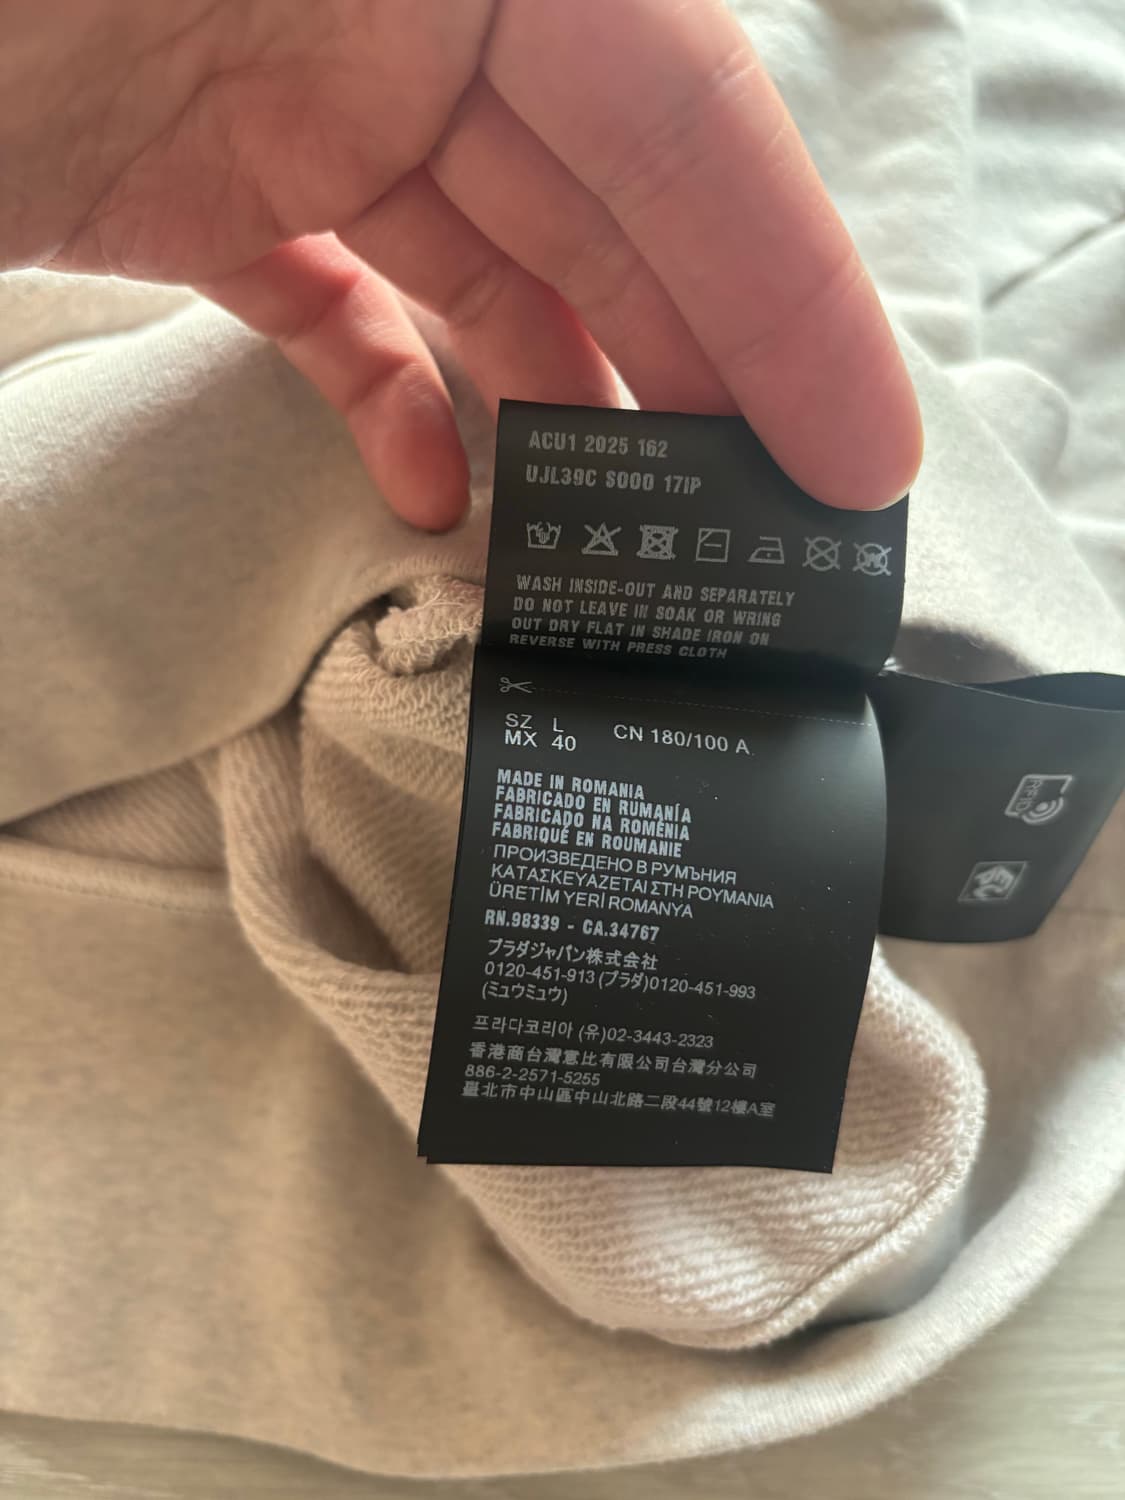 ACU1 2025 162
UJL39C S000 17IP
WASH INSIDE-OUT AND SEPARATELY
DO NOT LEAVE IN SOAK OR WRING
OUT DRY FLAT IN SHADE IRON ON
REVERSE WITH PRESS CLOTH
SZ L CN 180/100 A
MX 40
MADE IN ROMANIA
FABRICADO EN RUMANÍA
FABRICADO NA ROMÉNIA
FABRIQUÉ EN ROUMANIE
ПРОИЗВЕДЕНО В РУМЪНИЯ
ΚΑΤΑΣΚΕΥΑΖΕΤΑΙ ΣΤΗ ΡΟΥΜΑΝΙΑ
ÜRETİM YERİ ROMANYA
RN.98339 - CA.34767
プラダジャパン株式会社
0120-451-913 (プラダ)0120-451-993
(ミュウミュウ)
프라다코리아 (유)02-3443-2323
香港商台灣意比有限公司台灣分公司
886-2-2571-5255
臺北市中山區中山北路二段44號12樓A室
RFID